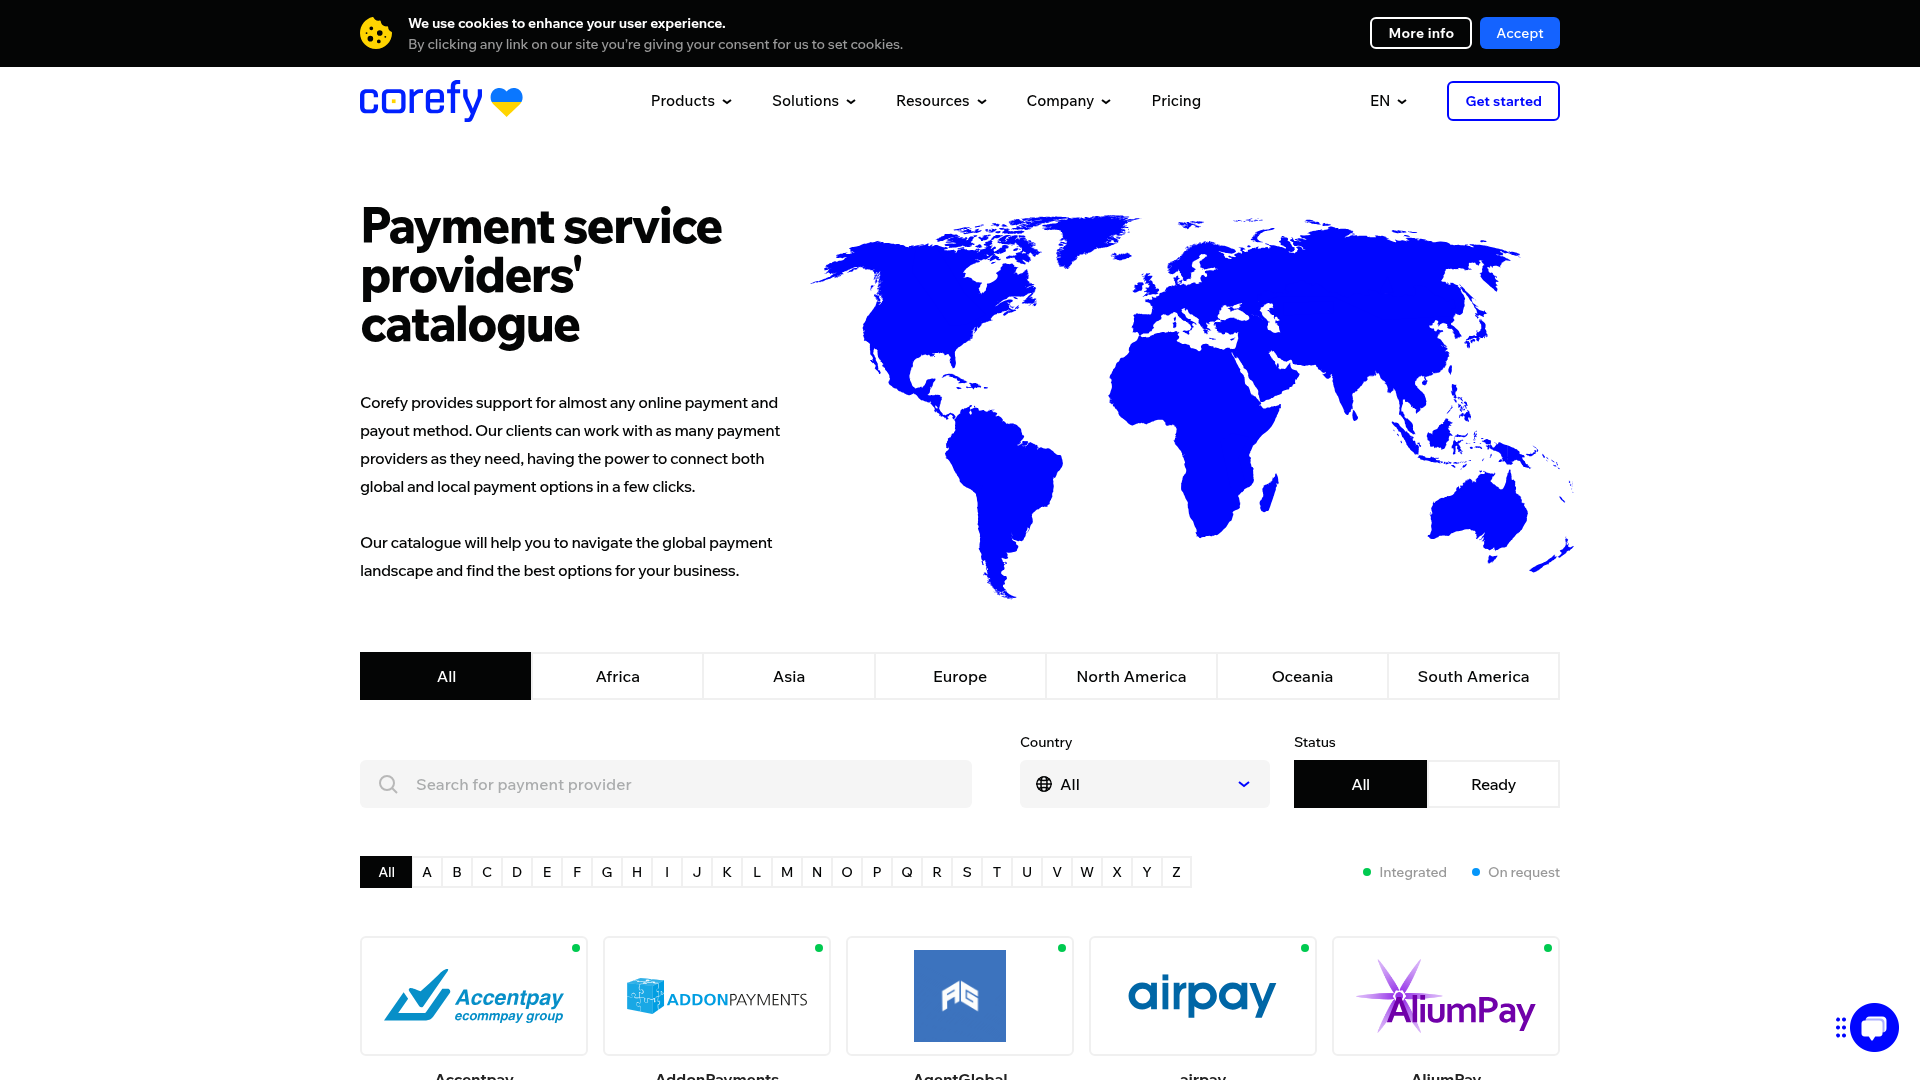 We use cookies to enhance your user experience.
By clicking any link on our site you're giving your consent for us to set cookies.
More info
Accept
corefy
Products
Solutions
Resources
Company
Pricing
EN
Get started
Payment service
providers'
catalogue
Corefy provides support for almost any online payment and
payout method. Our clients can work with as many payment
providers as they need, having the power to connect both
global and local payment options in a few clicks.
Our catalogue will help you to navigate the global payment
landscape and find the best options for your business.
All
Africa
Asia
Europe
North America
Oceania
South America
Country
Status
Search for payment provider
All
All
Ready
All
A
B
C
D
E
F
G
H
I
J
K
L
M
N
O
P
Q
R
S
T
U
V
W
X
Y
Z
Integrated
On request
Accentpay
ecommpay group
ADDONPAYMENTS
AG
airpay
AliumPay
Accentpay
AddonPayments
AgentGlobal
airpay
AliumPay